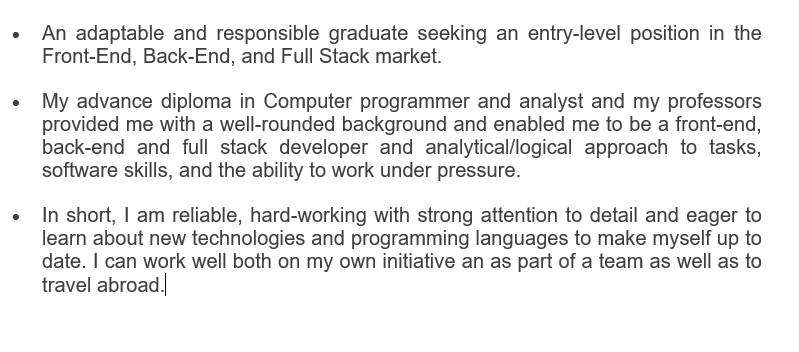 • An adaptable and responsible graduate seeking an entry-level position in the
Front-End, Back-End, and Full Stack market.
• My advance diploma in Computer programmer and analyst and my professors
provided me with a well-rounded background and enabled me to be a front-end,
back-end and full stack developer and analytical/logical approach to tasks,
software skills, and the ability to work under pressure.
• In short, I am reliable, hard-working with strong attention to detail and eager to
learn about new technologies and programming languages to make myself up to
date. I can work well both on my own initiative an as part of a team as well as to
travel abroad.